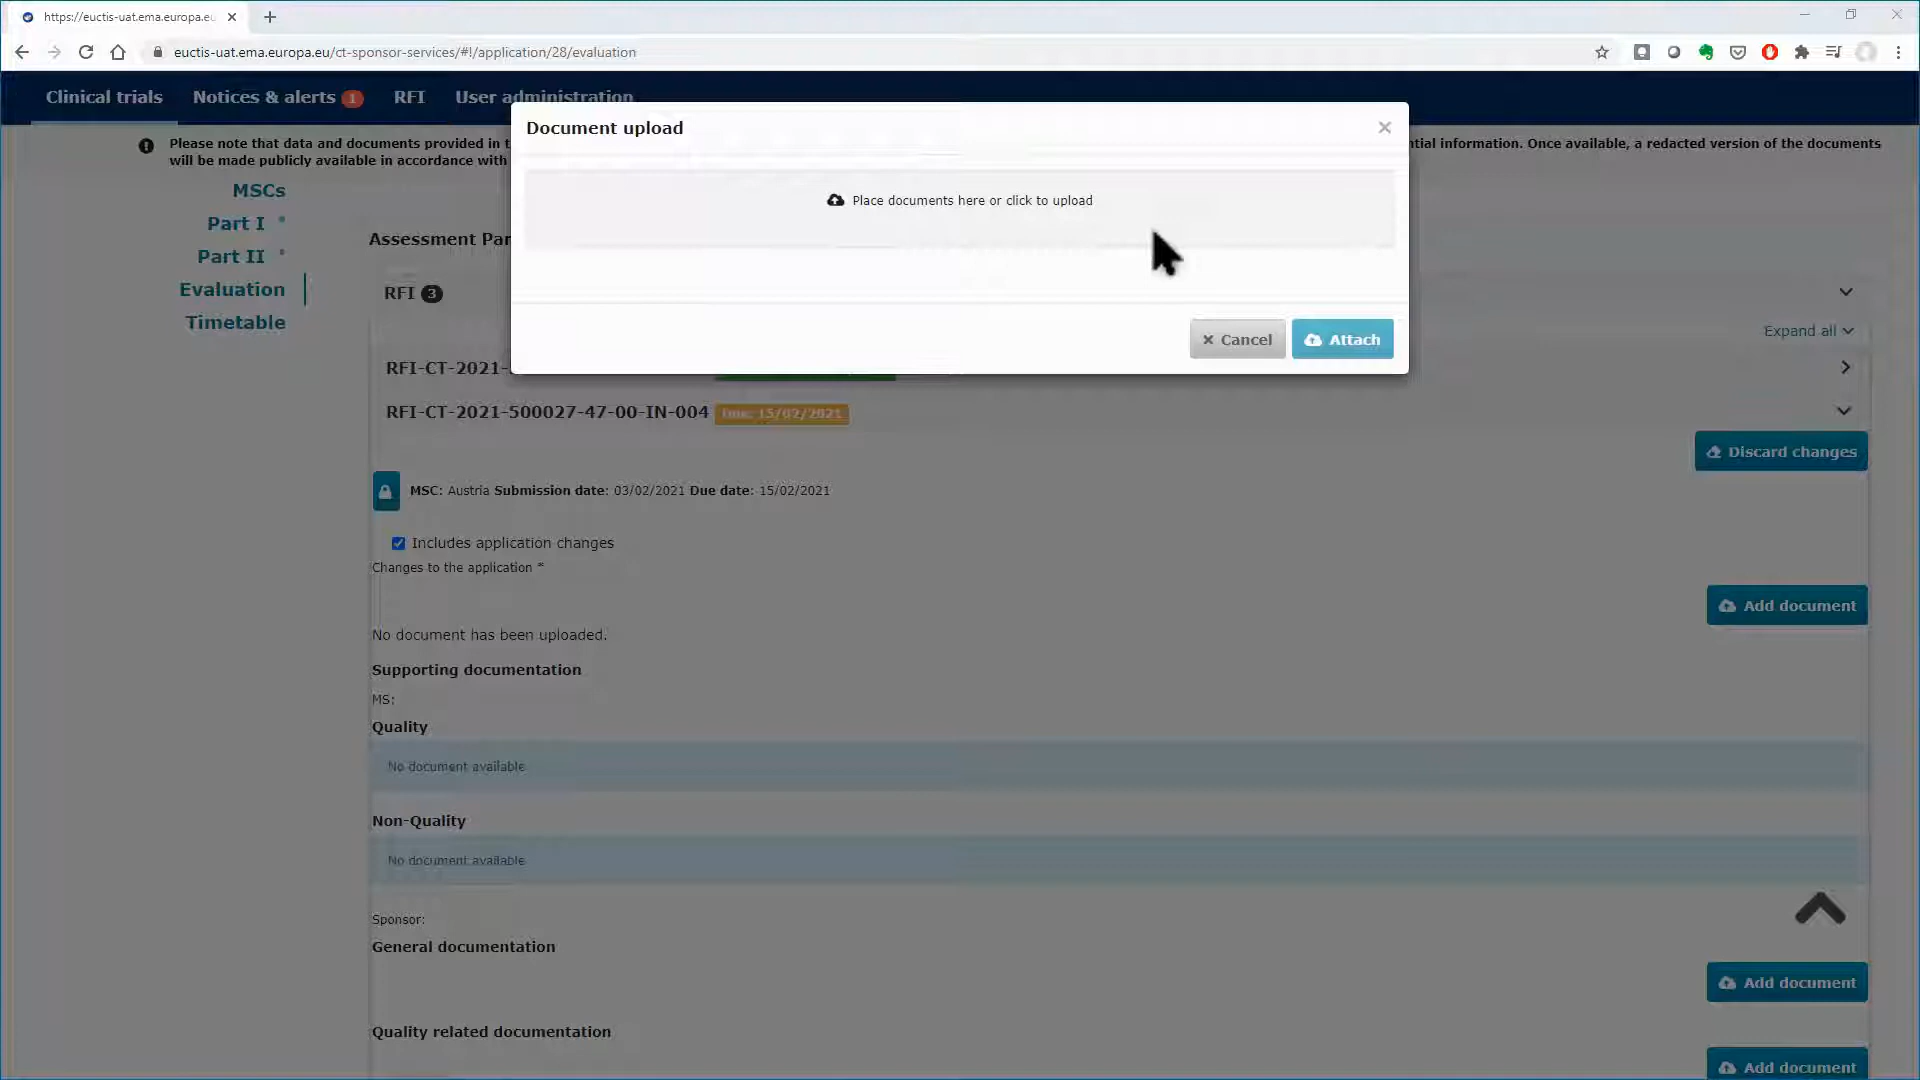 https://euctis-uat.ema.europa.eu
euctis-uat.ema.europa.eu/ct-sponsor-services/#!/application/28/evaluation
Clinical trials
Notices & alerts 1
RFI
User administration
Document upload
Please note that data and documents provided in t
tial information. Once available, a redacted version of the documents
will be made publicly available in accordance with
MSCs
Part I *
Part II *
Evaluation
Timetable
Place documents here or click to upload
Cancel
Attach
Assessment Par
RFI 3
Expand all
RFI-CT-2021-
RFI-CT-2021-500027-47-00-IN-004 Due: 15/02/2021
Discard changes
MSC: Austria Submission date: 03/02/2021 Due date: 15/02/2021
Includes application changes
Changes to the application *
Add document
No document has been uploaded.
Supporting documentation
MS:
Quality
No document available
Non-Quality
No document available
Sponsor:
General documentation
Add document
Quality related documentation
Add document